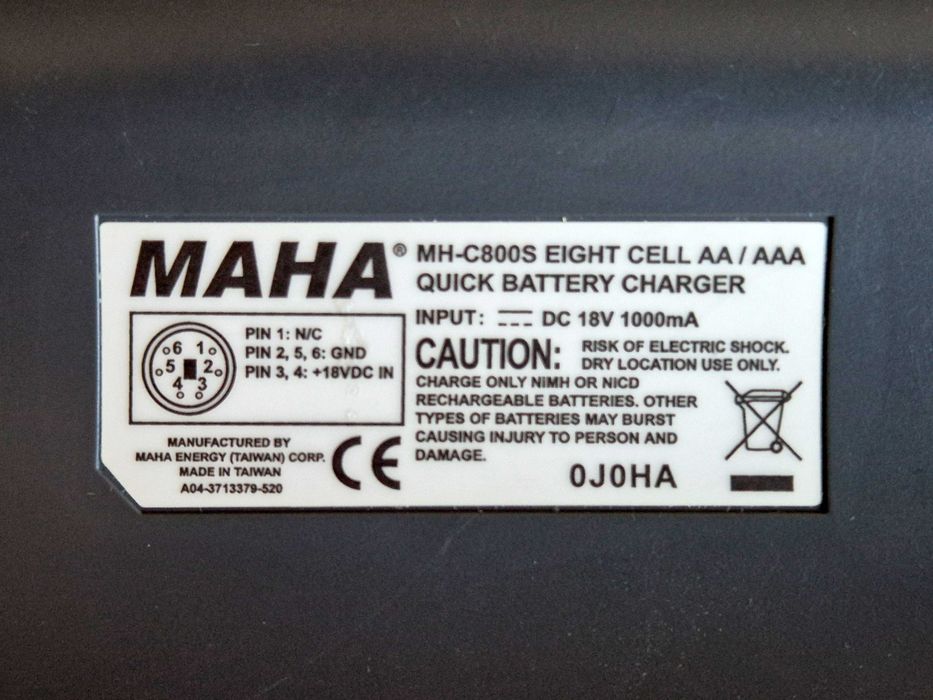 MAHA®
MH-C800S EIGHT CELL AA / AAA
QUICK BATTERY CHARGER
INPUT: DC 18V 1000mA
CAUTION:
RISK OF ELECTRIC SHOCK.
DRY LOCATION USE ONLY.
CHARGE ONLY NIMH OR NICD
RECHARGEABLE BATTERIES. OTHER
TYPES OF BATTERIES MAY BURST
CAUSING INJURY TO PERSON AND
DAMAGE.
6 1
5 2
4 3
PIN 1: N/C
PIN 2, 5, 6: GND
PIN 3, 4: +18VDC IN
MANUFACTURED BY
MAHA ENERGY (TAIWAN) CORP.
MADE IN TAIWAN
A04-3713379-520
CE
0J0HA